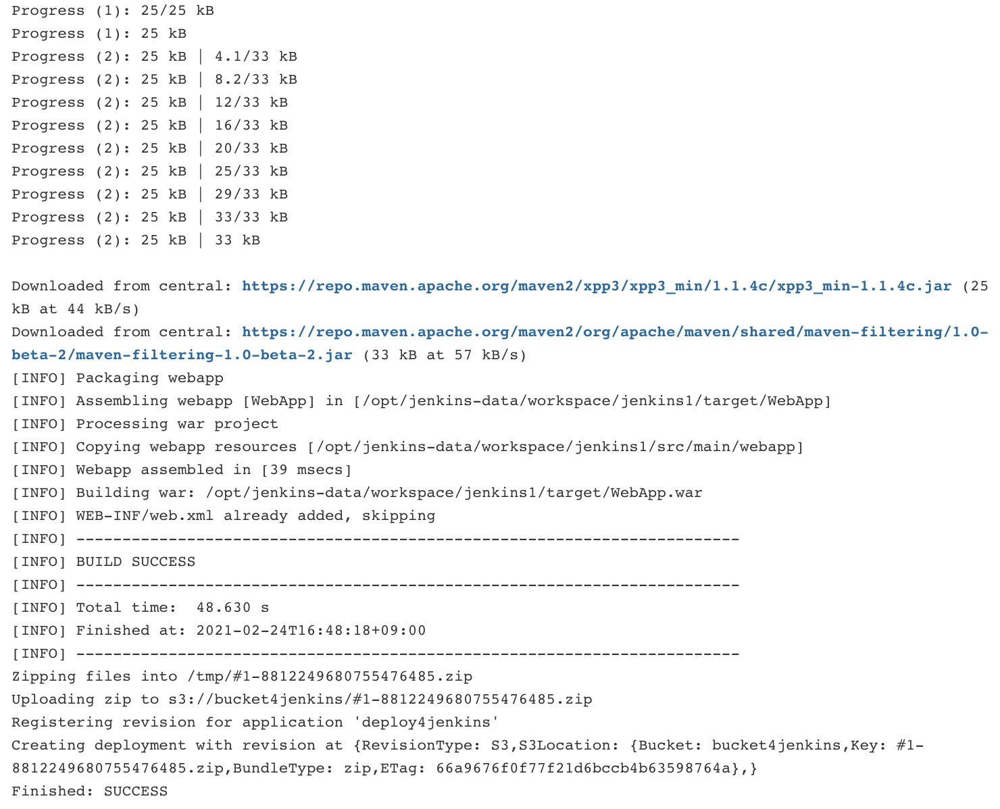 Progress (1): 25/25 kB
Progress (1): 25 kB
Progress (2): 25 kB | 4.1/33 kB
Progress (2): 25 kB | 8.2/33 kB
Progress (2): 25 kB | 12/33 kB
Progress (2): 25 kB | 16/33 kB
Progress (2): 25 kB | 20/33 kB
Progress (2): 25 kB | 25/33 kB
Progress (2): 25 kB | 29/33 kB
Progress (2): 25 kB | 33/33 kB
Progress (2): 25 kB | 33 kB
Downloaded from central: https://repo.maven.apache.org/maven2/xpp3/xpp3_min/1.1.4c/xpp3_min-1.1.4c.jar (25
kB at 44 kB/s)
Downloaded from central: https://repo.maven.apache.org/maven2/org/apache/maven/shared/maven-filtering/1.0-
beta-2/maven-filtering-1.0-beta-2.jar (33 kB at 57 kB/s)
[INFO] Packaging webapp
[INFO] Assembling webapp [WebApp] in [/opt/jenkins-data/workspace/jenkins1/target/WebApp]
[INFO] Processing war project
[INFO] Copying webapp resources [/opt/jenkins-data/workspace/jenkins1/src/main/webapp]
[INFO] Webapp assembled in [39 msecs]
[INFO] Building war: /opt/jenkins-data/workspace/jenkins1/target/WebApp.war
[INFO] WEB-INF/web.xml already added, skipping
[INFO] ------------------------------------------------------------------------
[INFO] BUILD SUCCESS
[INFO] ------------------------------------------------------------------------
[INFO] Total time:  48.630 s
[INFO] Finished at: 2021-02-24T16:48:18+09:00
[INFO] ------------------------------------------------------------------------
Zipping files into /tmp/#1-8812249680755476485.zip
Uploading zip to s3://bucket4jenkins/#1-8812249680755476485.zip
Registering revision for application 'deploy4jenkins'
Creating deployment with revision at {RevisionType: S3,S3Location: {Bucket: bucket4jenkins,Key: #1-
8812249680755476485.zip,BundleType: zip,ETag: 66a9676f0f77f21d6bccb4b63598764a},}
Finished: SUCCESS